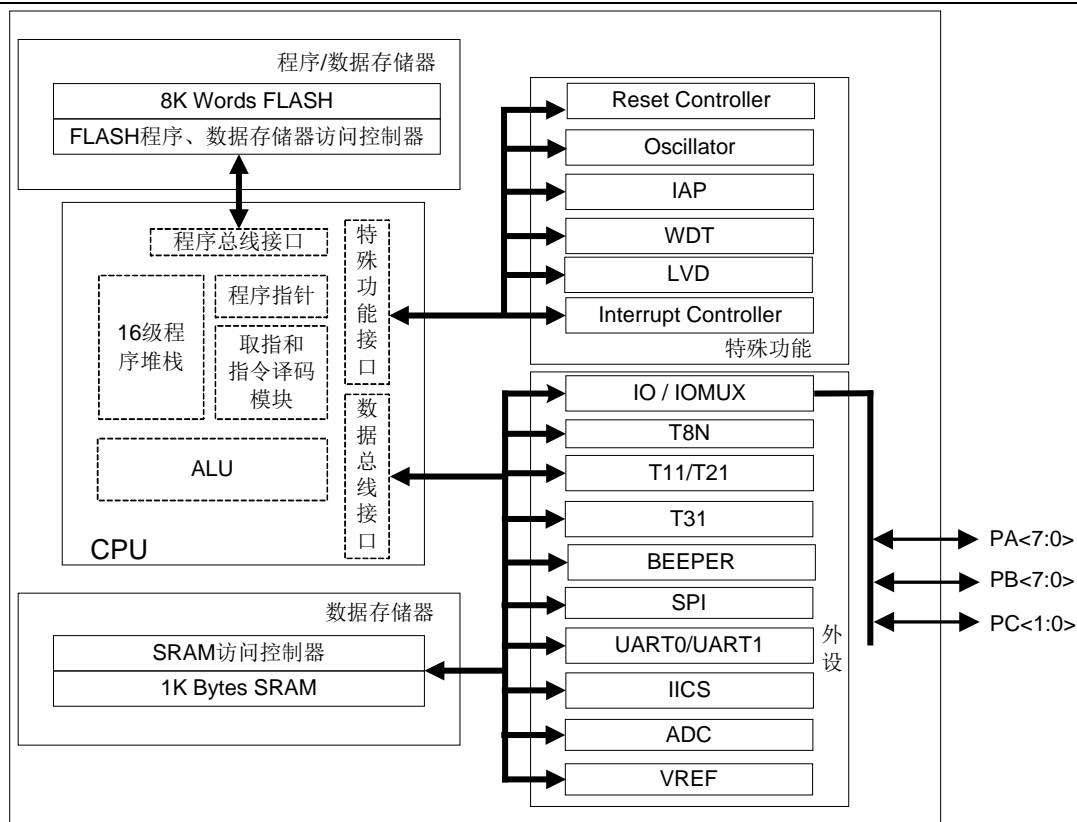 程序/数据存储器
8K Words FLASH
FLASH程序、数据存储器访问控制器
程序总线接口
特
殊
功
能
接
口
程序指针
16级程
序堆栈
取指和
指令译码
模块
数
据
总
线
接
口
ALU
CPU
数据存储器
SRAM访问控制器
1K Bytes SRAM
Reset Controller
Oscillator
IAP
WDT
LVD
Interrupt Controller
特殊功能
IO / IOMUX
T8N
T11/T21
T31
BEEPER
SPI
UART0/UART1
IICS
ADC
VREF
外
设
PA<7:0>
PB<7:0>
PC<1:0>